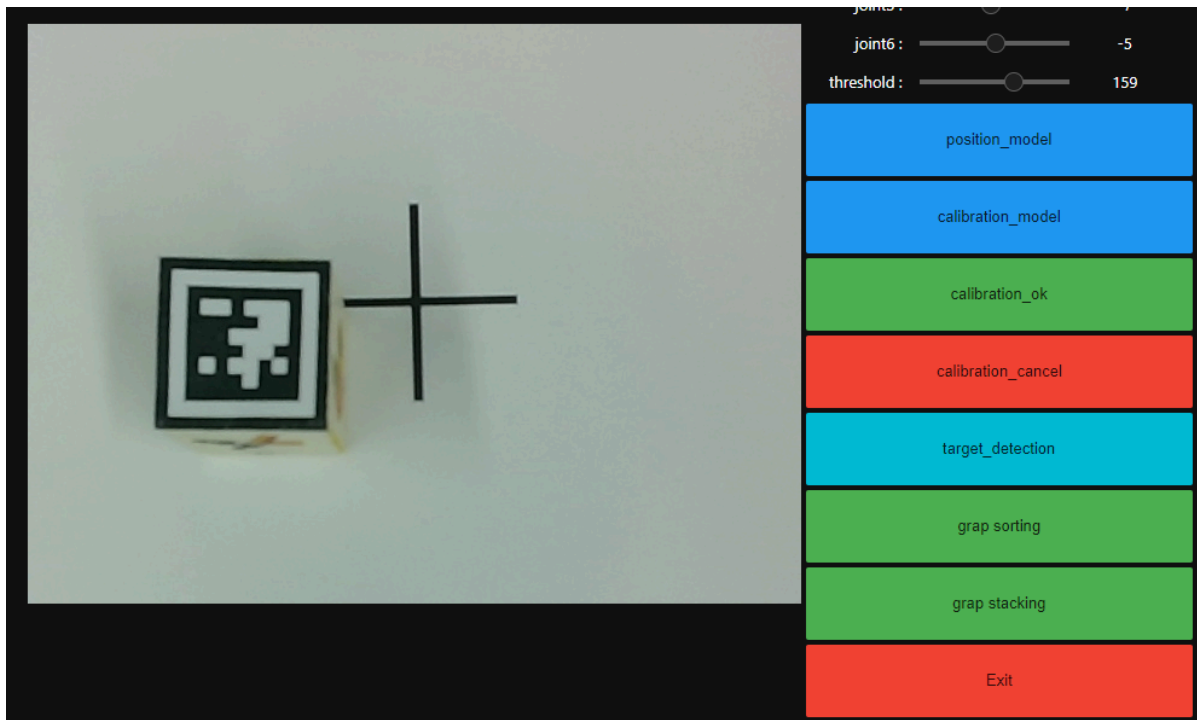 joint6 :
-5
threshold :
159
position_model
calibration_model
calibration_ok
calibration_cancel
target_detection
grap sorting
grap stacking
Exit